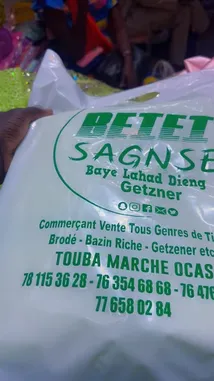 BETET
SAGNSE
Baye Lahad Dieng
Getzner
Commerçant Vente Tous Genres de Ti
Brodé - Bazin Riche - Getzener etc
TOUBA MARCHE OCAS
78 115 36 28 - 76 354 68 68 - 76 476
77 658 02 84